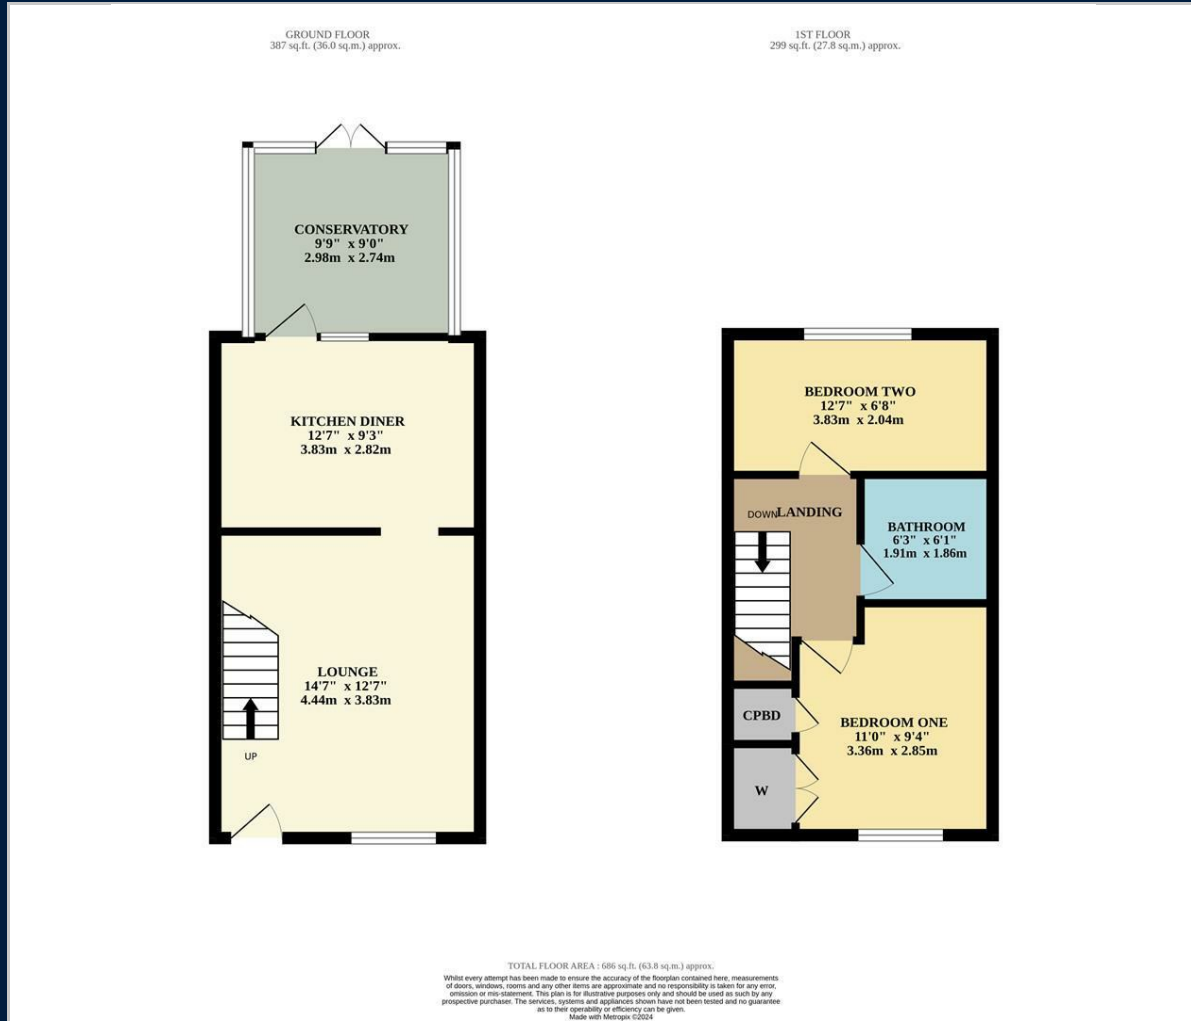 GROUND FLOOR
387 sq.ft. (36.0 sq.m.) approx.
1ST FLOOR
299 sq.ft. (27.8 sq.m.) approx.
CONSERVATORY
9'9" x 9'0"
2.98m x 2.74m
KITCHEN DINER
12'7" x 9'3"
3.83m x 2.82m
LOUNGE
14'7" x 12'7"
4.44m x 3.83m
UP
BEDROOM TWO
12'7" x 6'8"
3.83m x 2.04m
DOWN
LANDING
BATHROOM
6'3" x 6'1"
1.91m x 1.86m
CPBD
BEDROOM ONE
11'0" x 9'4"
3.36m x 2.85m
W
TOTAL FLOOR AREA : 686 sq.ft. (63.8 sq.m.) approx.
Whilst every attempt has been made to ensure the accuracy of the floorplan contained here, measurements
of doors, windows, rooms and any other items are approximate and no responsibility is taken for any error,
omission or mis-statement. This plan is for illustrative purposes only and should be used as such by any
prospective purchaser. The services, systems and appliances shown have not been tested and no guarantee
as to their operability or efficiency can be given.
Made with Metropix ©2024